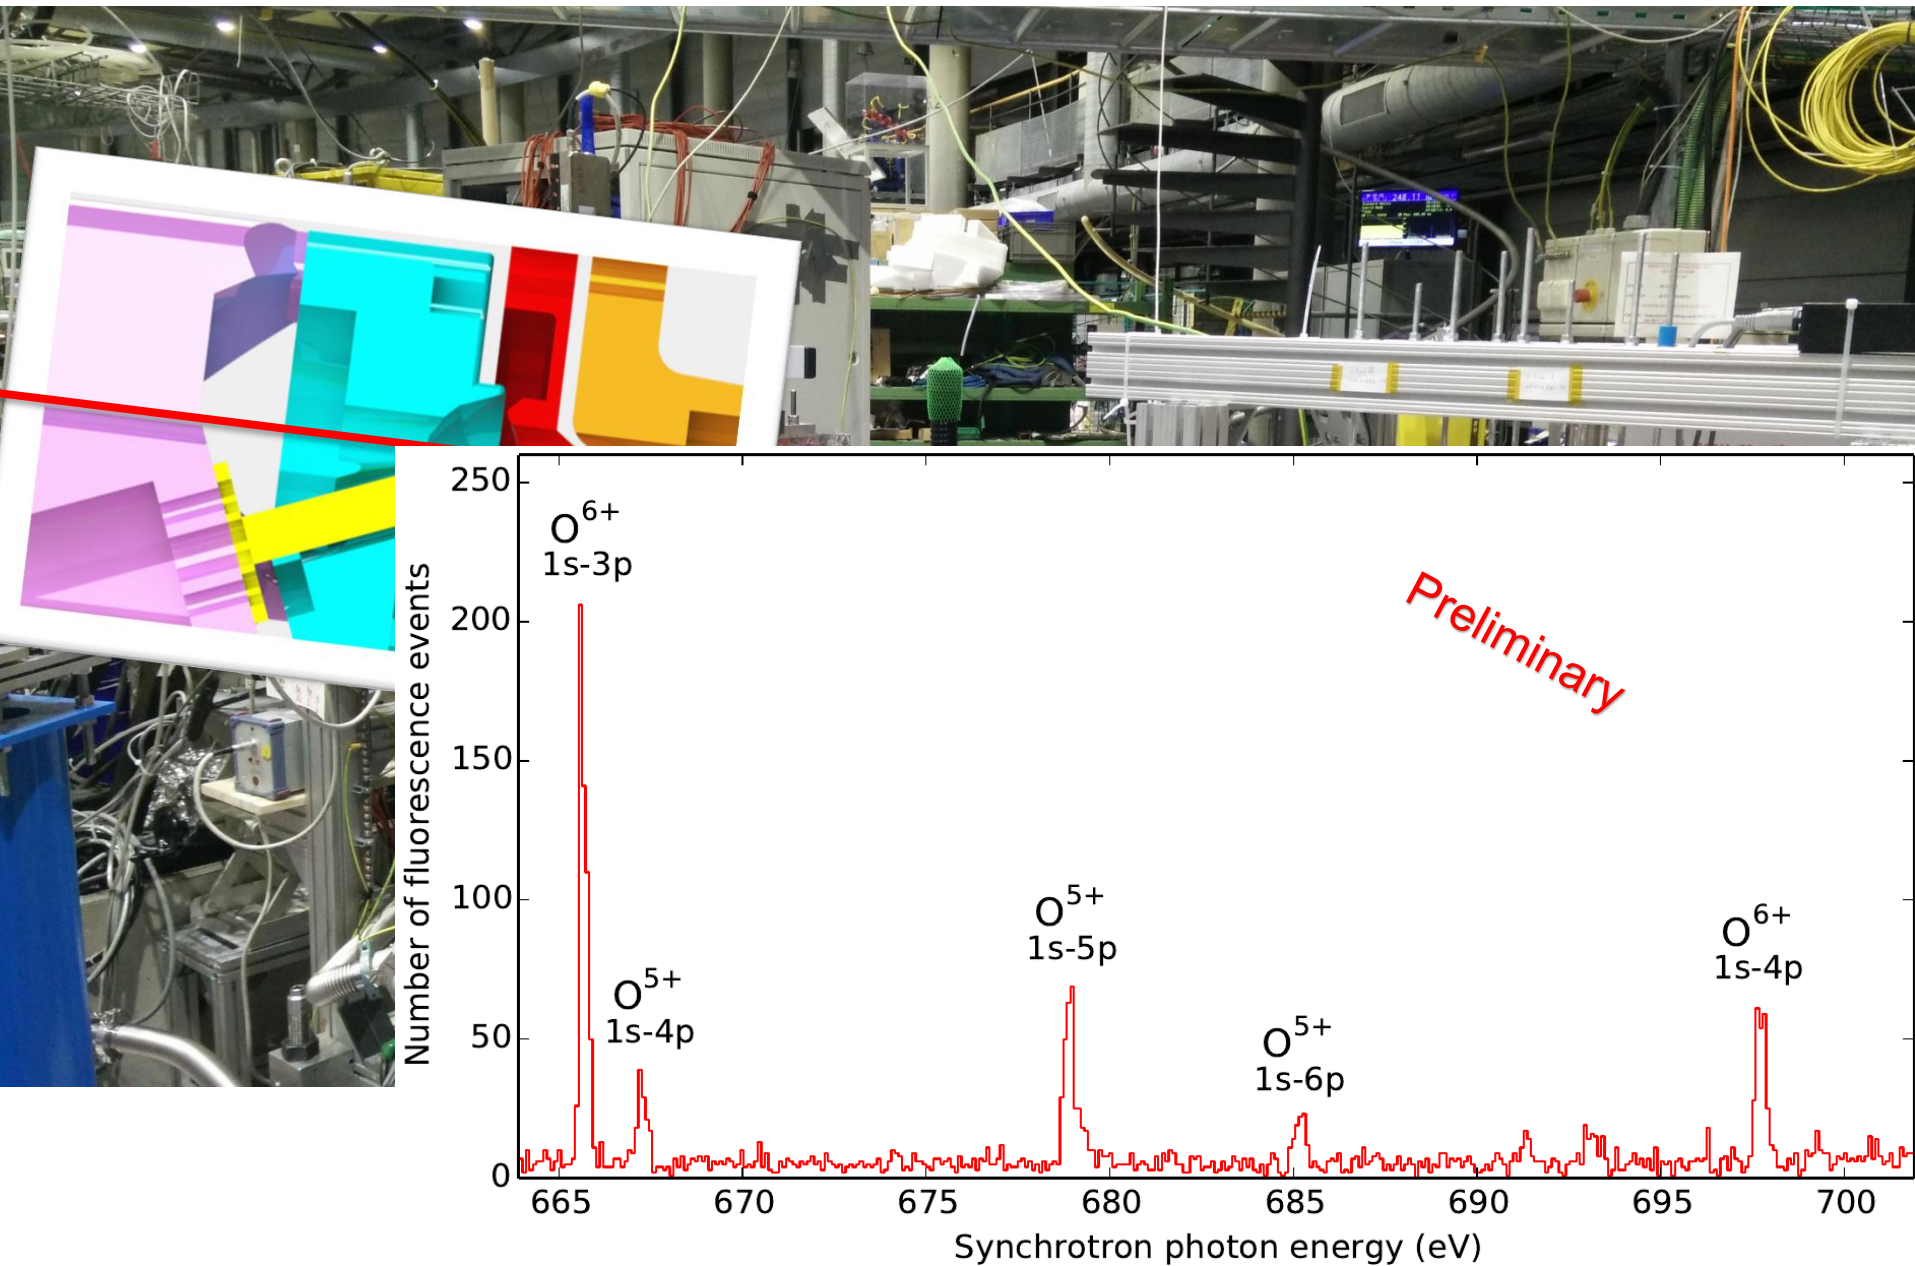 248.11
250
200
150
100
50
0
Number of fluorescence events
O6+
1s-3p
O5+
1s-4p
O5+
1s-5p
O5+
1s-6p
O6+
1s-4p
Preliminary
665 670 675 680 685 690 695 700
Synchrotron photon energy (eV)